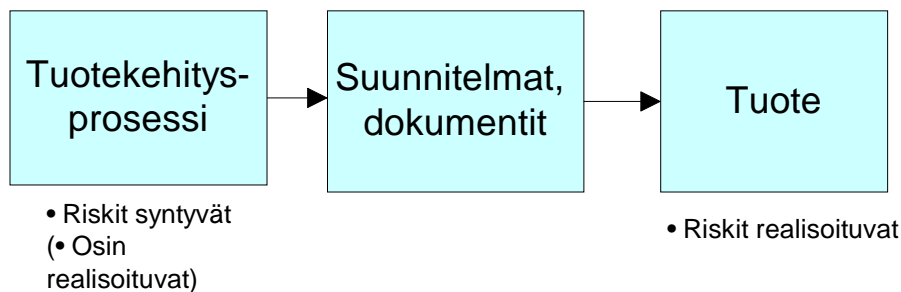 Tuotekehitys-
prosessi
Suunnitelmat,
dokumentit
Tuote
• Riskit syntyvät
(• Osin
realisoituvat)
• Riskit realisoituvat